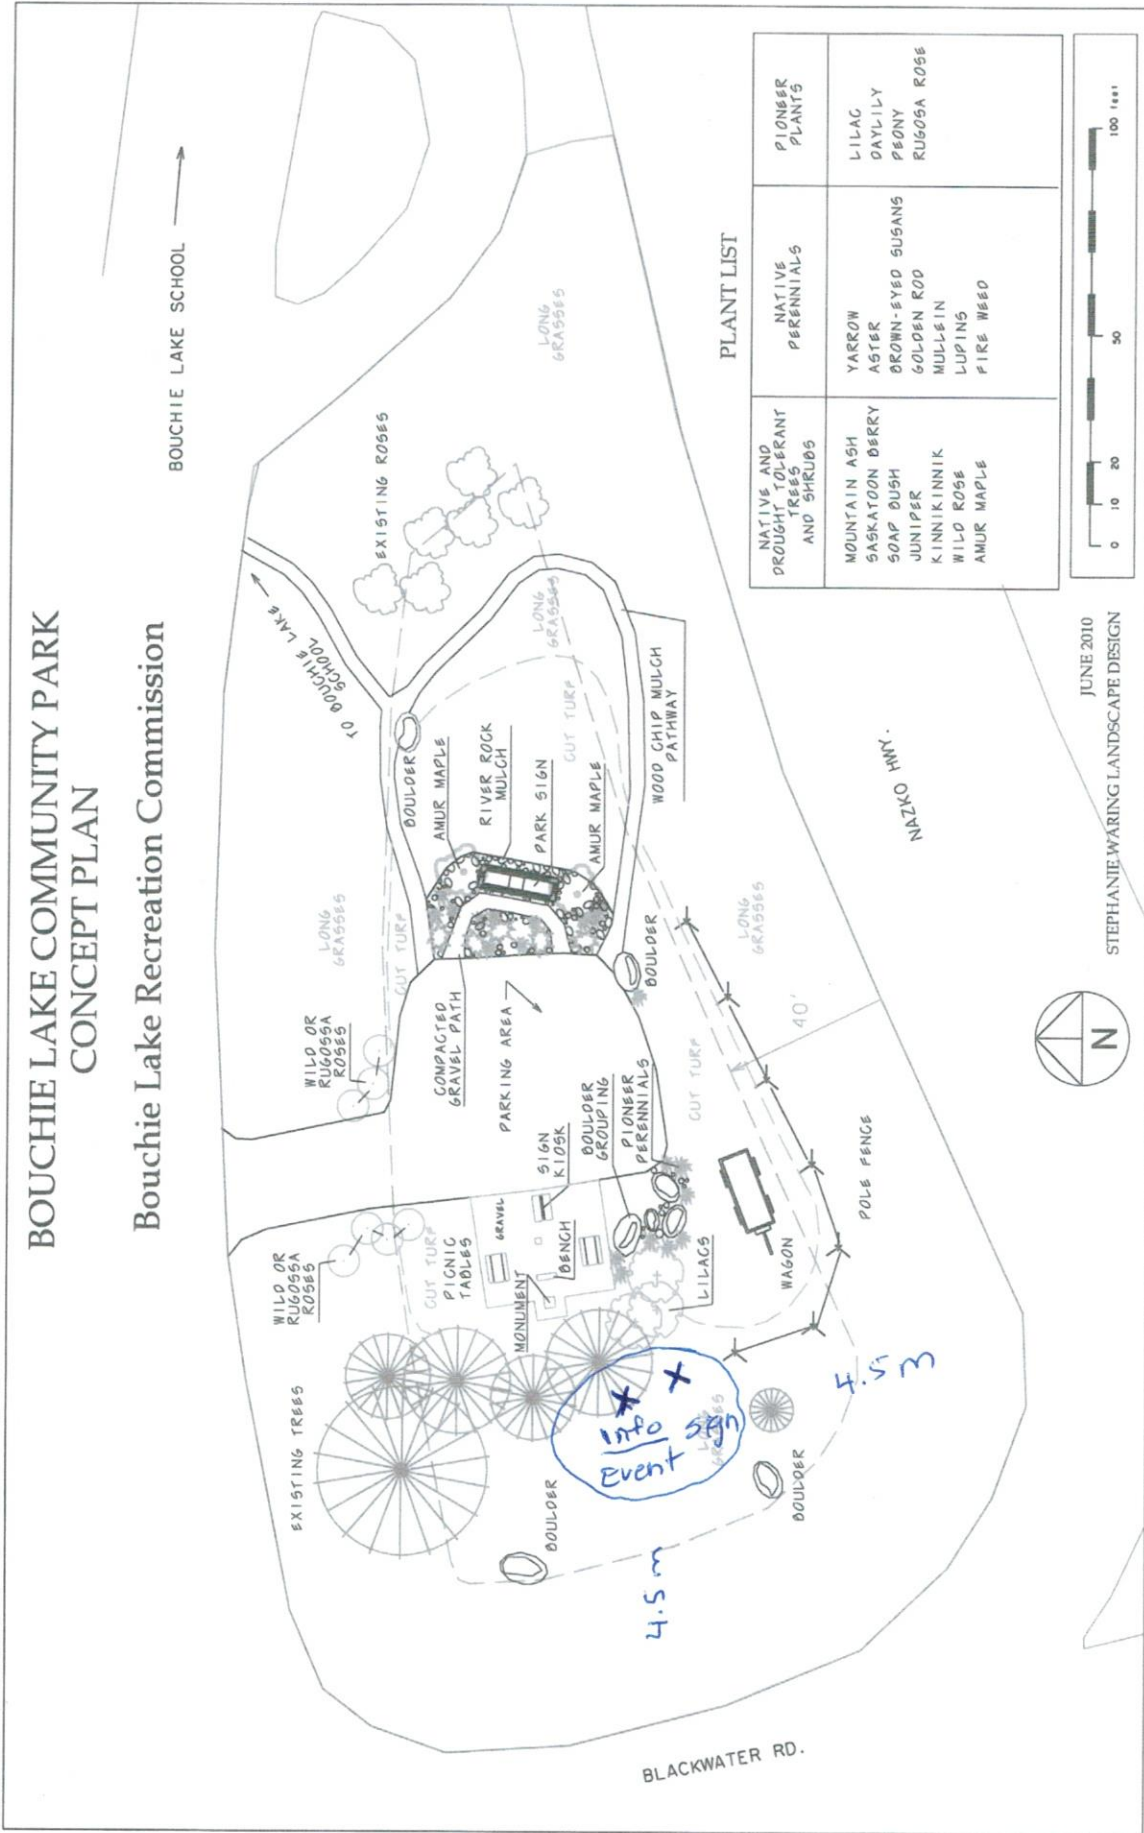 BOUCHIE LAKE COMMUNITY PARK
CONCEPT PLAN
Bouchie Lake Recreation Commission
BOUCHIE LAKE SCHOOL
TO BOUCHIE LAKE
SCHOOL
EXISTING ROSES
LONG
GRASSES
LONG
GRASSES
WILD OR
RUGOSSA
ROSES
CUT TURF
BOULDER
AMUR MAPLE
RIVER ROCK
MULCH
PARK SIGN
AMUR MAPLE
CUT TURF
LONG
GRASSES
WOOD CHIP MULCH
PATHWAY
COMPACTED
GRAVEL PATH
PARKING AREA
BOULDER
LONG
GRASSES
WILD OR
RUGOSSA
ROSES
CUT TURF
PICNIC
TABLES
GRAVEL
SIGN
KIOSK
MONUMENT
BENCH
BOULDER
GROUPING
PIONEER
PERENNIALS
CUT TURF
40'
LILACS
WAGON
POLE FENCE
NAZKO HWY.
EXISTING TREES
BOULDER
X X
info sign
Event
LONG
GRASSES
BOULDER
4.5 m
4.5 m
BLACKWATER RD.
PLANT LIST
NATIVE AND
DROUGHT TOLERANT
TREES
AND SHRUBS
MOUNTAIN ASH
SASKATOON BERRY
SOAP BUSH
JUNIPER
KINNIKINNIK
WILD ROSE
AMUR MAPLE
NATIVE
PERENNIALS
YARROW
ASTER
BROWN-EYED SUSANS
GOLDEN ROD
MULLEIN
LUPINS
FIRE WEED
PIONEER
PLANTS
LILAC
DAYLILY
PEONY
RUGOSA ROSE
0 10 20 50 100 feet
N
JUNE 2010
STEPHANIE WARING LANDSCAPE DESIGN